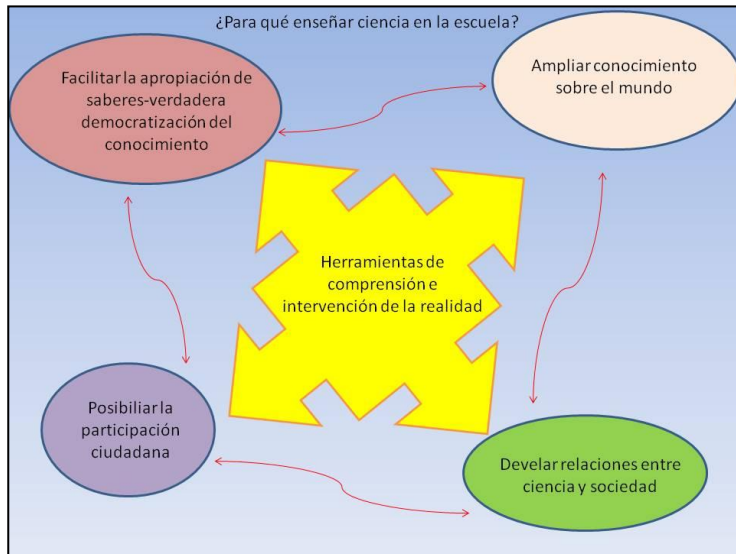 ¿Para qué enseñar ciencia en la escuela?
Facilitar la apropiación de
saberes-verdadera
democratización del
conocimiento
Ampliar conocimiento
sobre el mundo
Herramientas de
comprensión e
intervención de la realidad
Posibiliar la
participación
ciudadana
Develar relaciones entre
ciencia y sociedad